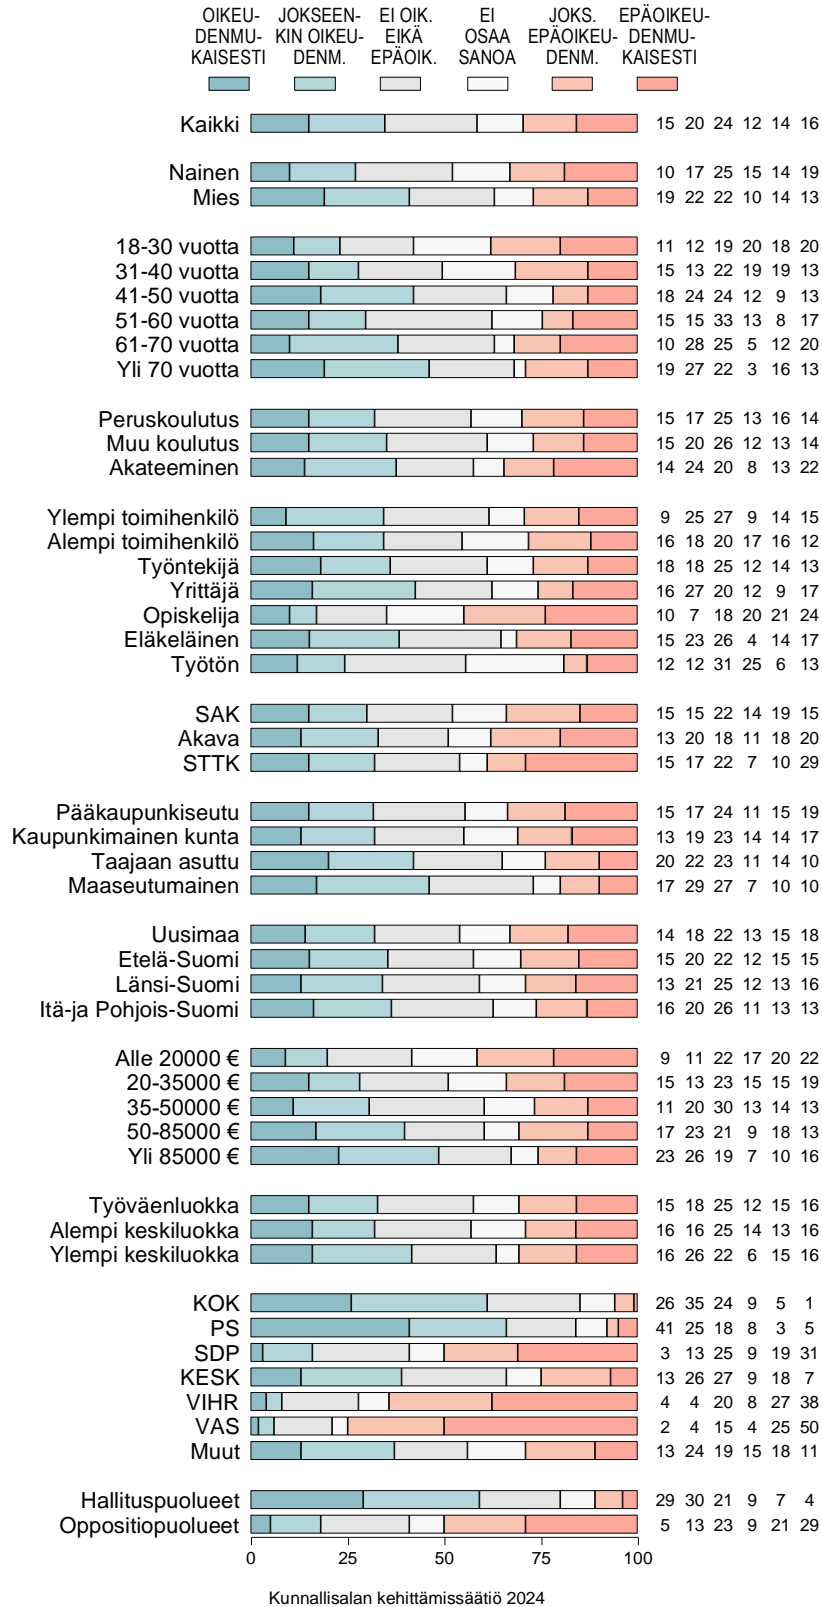 OIKEU- JOKSEEN- EI OIK. EI JOKS. EPÄOIKEU-
DENMU- KIN OIKEU- EIKÄ OSAA EPÄOIKEU- DENMU-
KAISESTI DENM. EPÄOIK. SANOA DENM. KAISESTI
Kaikki 15 20 24 12 14 16
Nainen 10 17 25 15 14 19
Mies 19 22 22 10 14 13
18-30 vuotta 11 12 19 20 18 20
31-40 vuotta 15 13 22 19 19 13
41-50 vuotta 18 24 24 12 9 13
51-60 vuotta 15 15 33 13 8 17
61-70 vuotta 10 28 25 5 12 20
Yli 70 vuotta 19 27 22 3 16 13
Peruskoulutus 15 17 25 13 16 14
Muu koulutus 15 20 26 12 13 14
Akateeminen 14 24 20 8 13 22
Ylempi toimihenkilö 9 25 27 9 14 15
Alempi toimihenkilö 16 18 20 17 16 12
Työntekijä 18 18 25 12 14 13
Yrittäjä 16 27 20 12 9 17
Opiskelija 10 7 18 20 21 24
Eläkeläinen 15 23 26 4 14 17
Työtön 12 12 31 25 6 13
SAK 15 15 22 14 19 15
Akava 13 20 18 11 18 20
STTK 15 17 22 7 10 29
Pääkaupunkiseutu 15 17 24 11 15 19
Kaupunkimainen kunta 13 19 23 14 14 17
Taajaan asuttu 20 22 23 11 14 10
Maaseutumainen 17 29 27 7 10 10
Uusimaa 14 18 22 13 15 18
Etelä-Suomi 15 20 22 12 15 15
Länsi-Suomi 13 21 25 12 13 16
Itä-ja Pohjois-Suomi 16 20 26 11 13 13
Alle 20000 € 9 11 22 17 20 22
20-35000 € 15 13 23 15 15 19
35-50000 € 11 20 30 13 14 13
50-85000 € 17 23 21 9 18 13
Yli 85000 € 23 26 19 7 10 16
Työväenluokka 15 18 25 12 15 16
Alempi keskiluokka 16 16 25 14 13 16
Ylempi keskiluokka 16 26 22 6 15 16
KOK 26 35 24 9 5 1
PS 41 25 18 8 3 5
SDP 3 13 25 9 19 31
KESK 13 26 27 9 18 7
VIHR 4 4 20 8 27 38
VAS 2 4 15 4 25 50
Muut 13 24 19 15 18 11
Hallituspuolueet 29 30 21 9 7 4
Oppositiopuolueet 5 13 23 9 21 29
0 25 50 75 100
Kunnallisalan kehittämissäätiö 2024